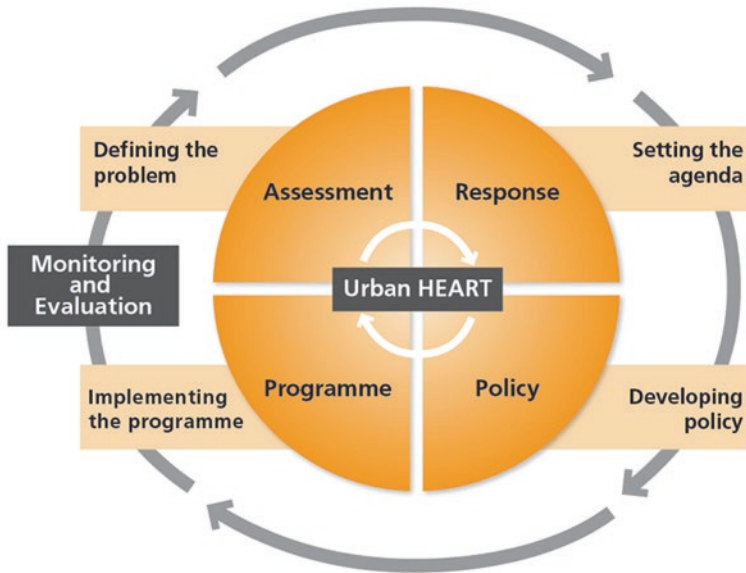 Defining the
problem
Assessment
Response
Setting the
agenda
Monitoring
and
Evaluation
Urban HEART
Implementing
the programme
Programme
Policy
Developing
policy